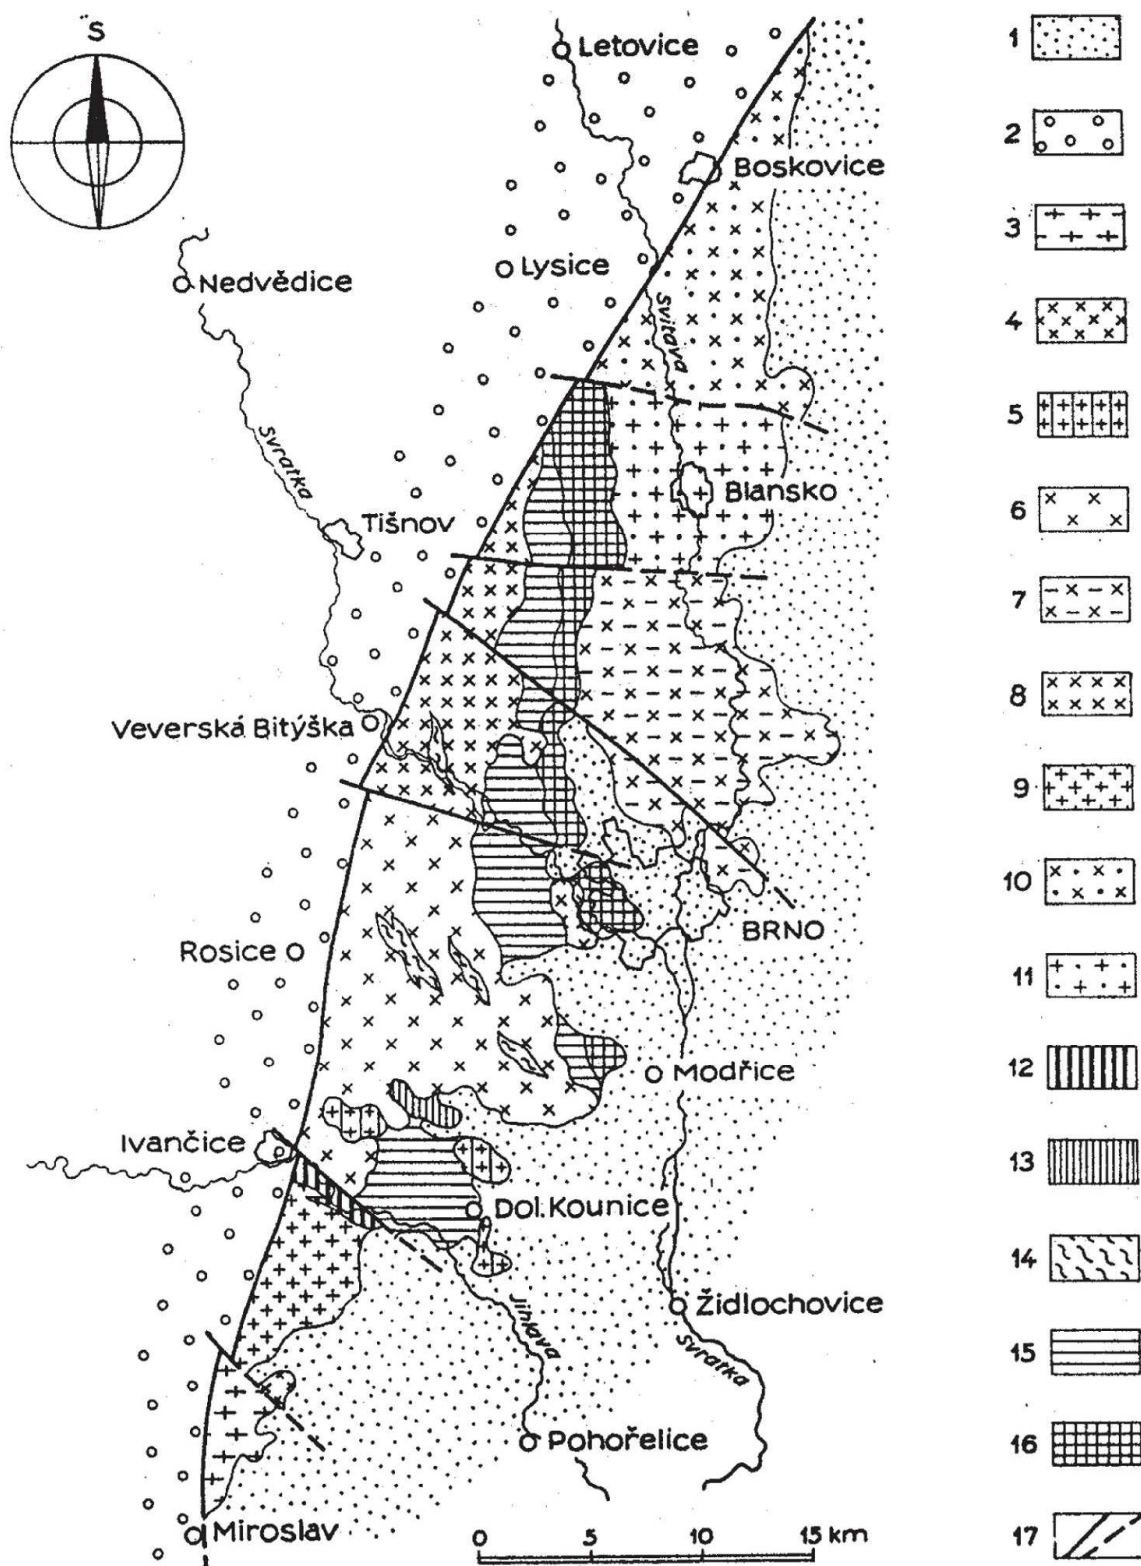 S
Letovice
Boskovice
Lysice
Nedvědice
Svitava
Svratka
Blansko
Tišnov
Veverská Bitýška
BRNO
Rosice
Modřice
Ivančice
Dol. Kounice
Židlochovice
Jihlava
Svratka
Pohořelice
Miroslav
0 5 10 15 km
1
2
3
4
5
6
7
8
9
10
11
12
13
14
15
16
17